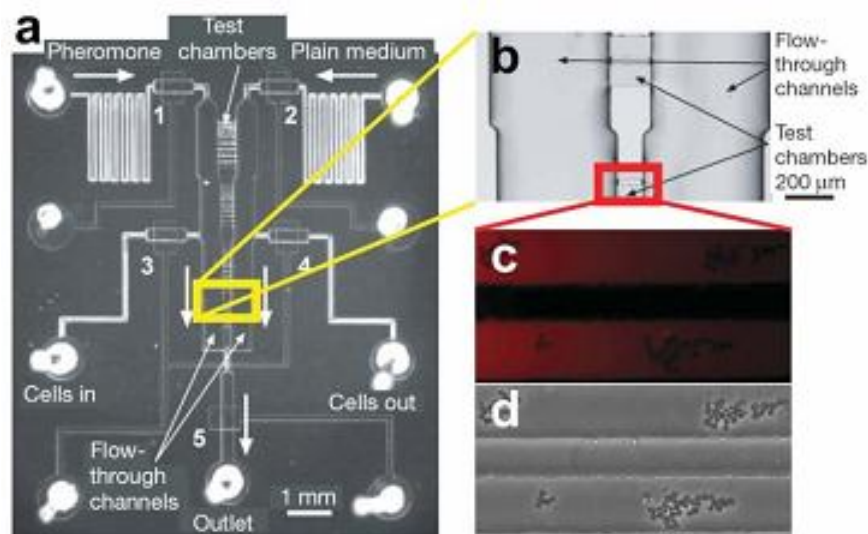 a
Test
chambers
Pheromone
Plain medium
1
2
3
4
Cells in
Cells out
5
Flow-
through
channels
1 mm
Outlet
b
Flow-
through
channels
Test
chambers
200 µm
c
d